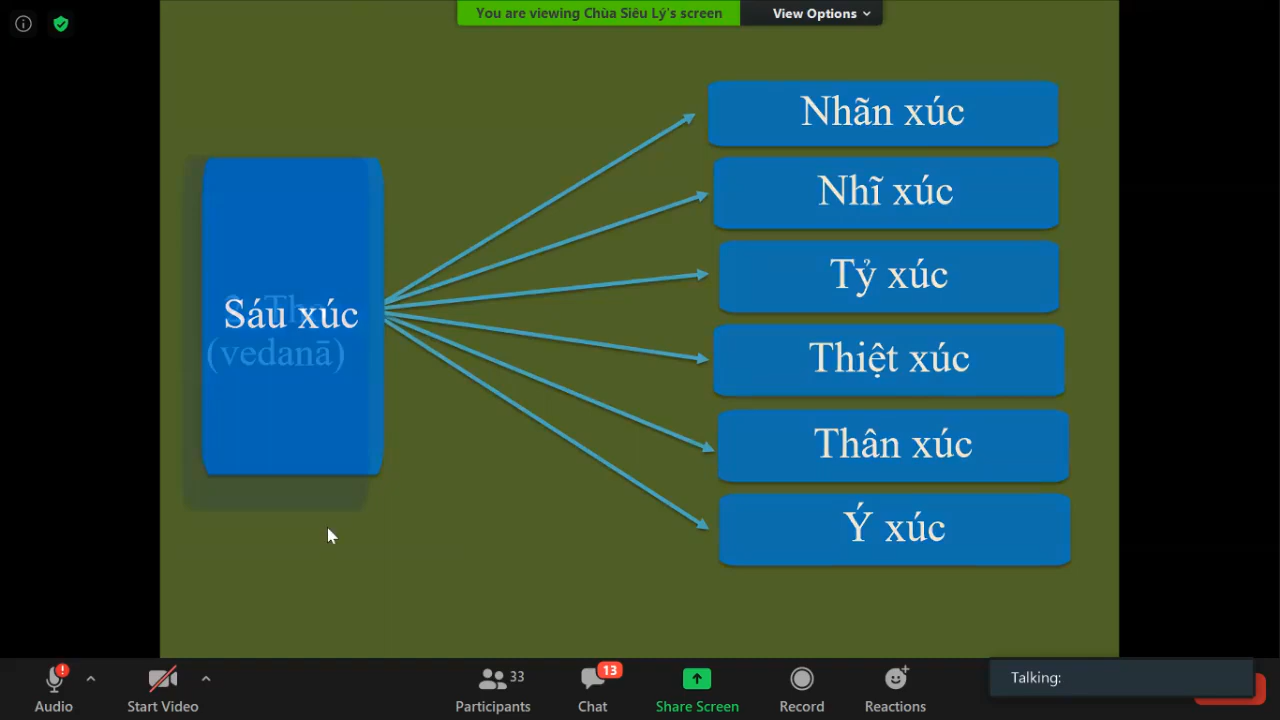 You are viewing Chùa Siêu Lý's screen
View Options
Nhãn xúc
Nhĩ xúc
Tỷ xúc
Sáu xúc
(vedanā)
Thiệt xúc
Thân xúc
Ý xúc
Audio
Start Video
Participants
33
Chat
13
Share Screen
Record
Reactions
Talking: